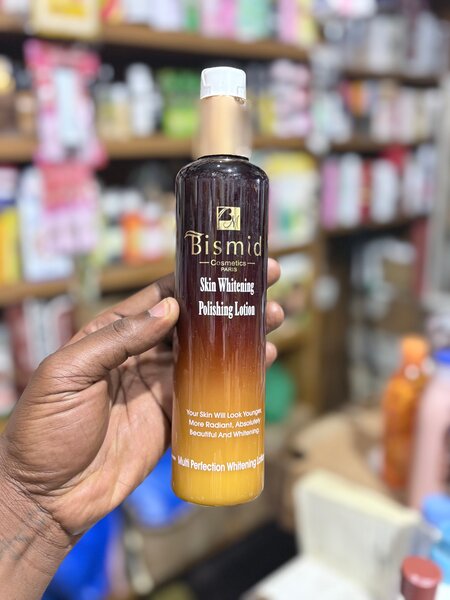 Bismid
Cosmetics
PARIS
Skin Whitening
Polishing Lotion
Your Skin Will Look Younger,
More Radiant, Absolutely
Beautiful And Whitening.
Multi Perfection Whitening